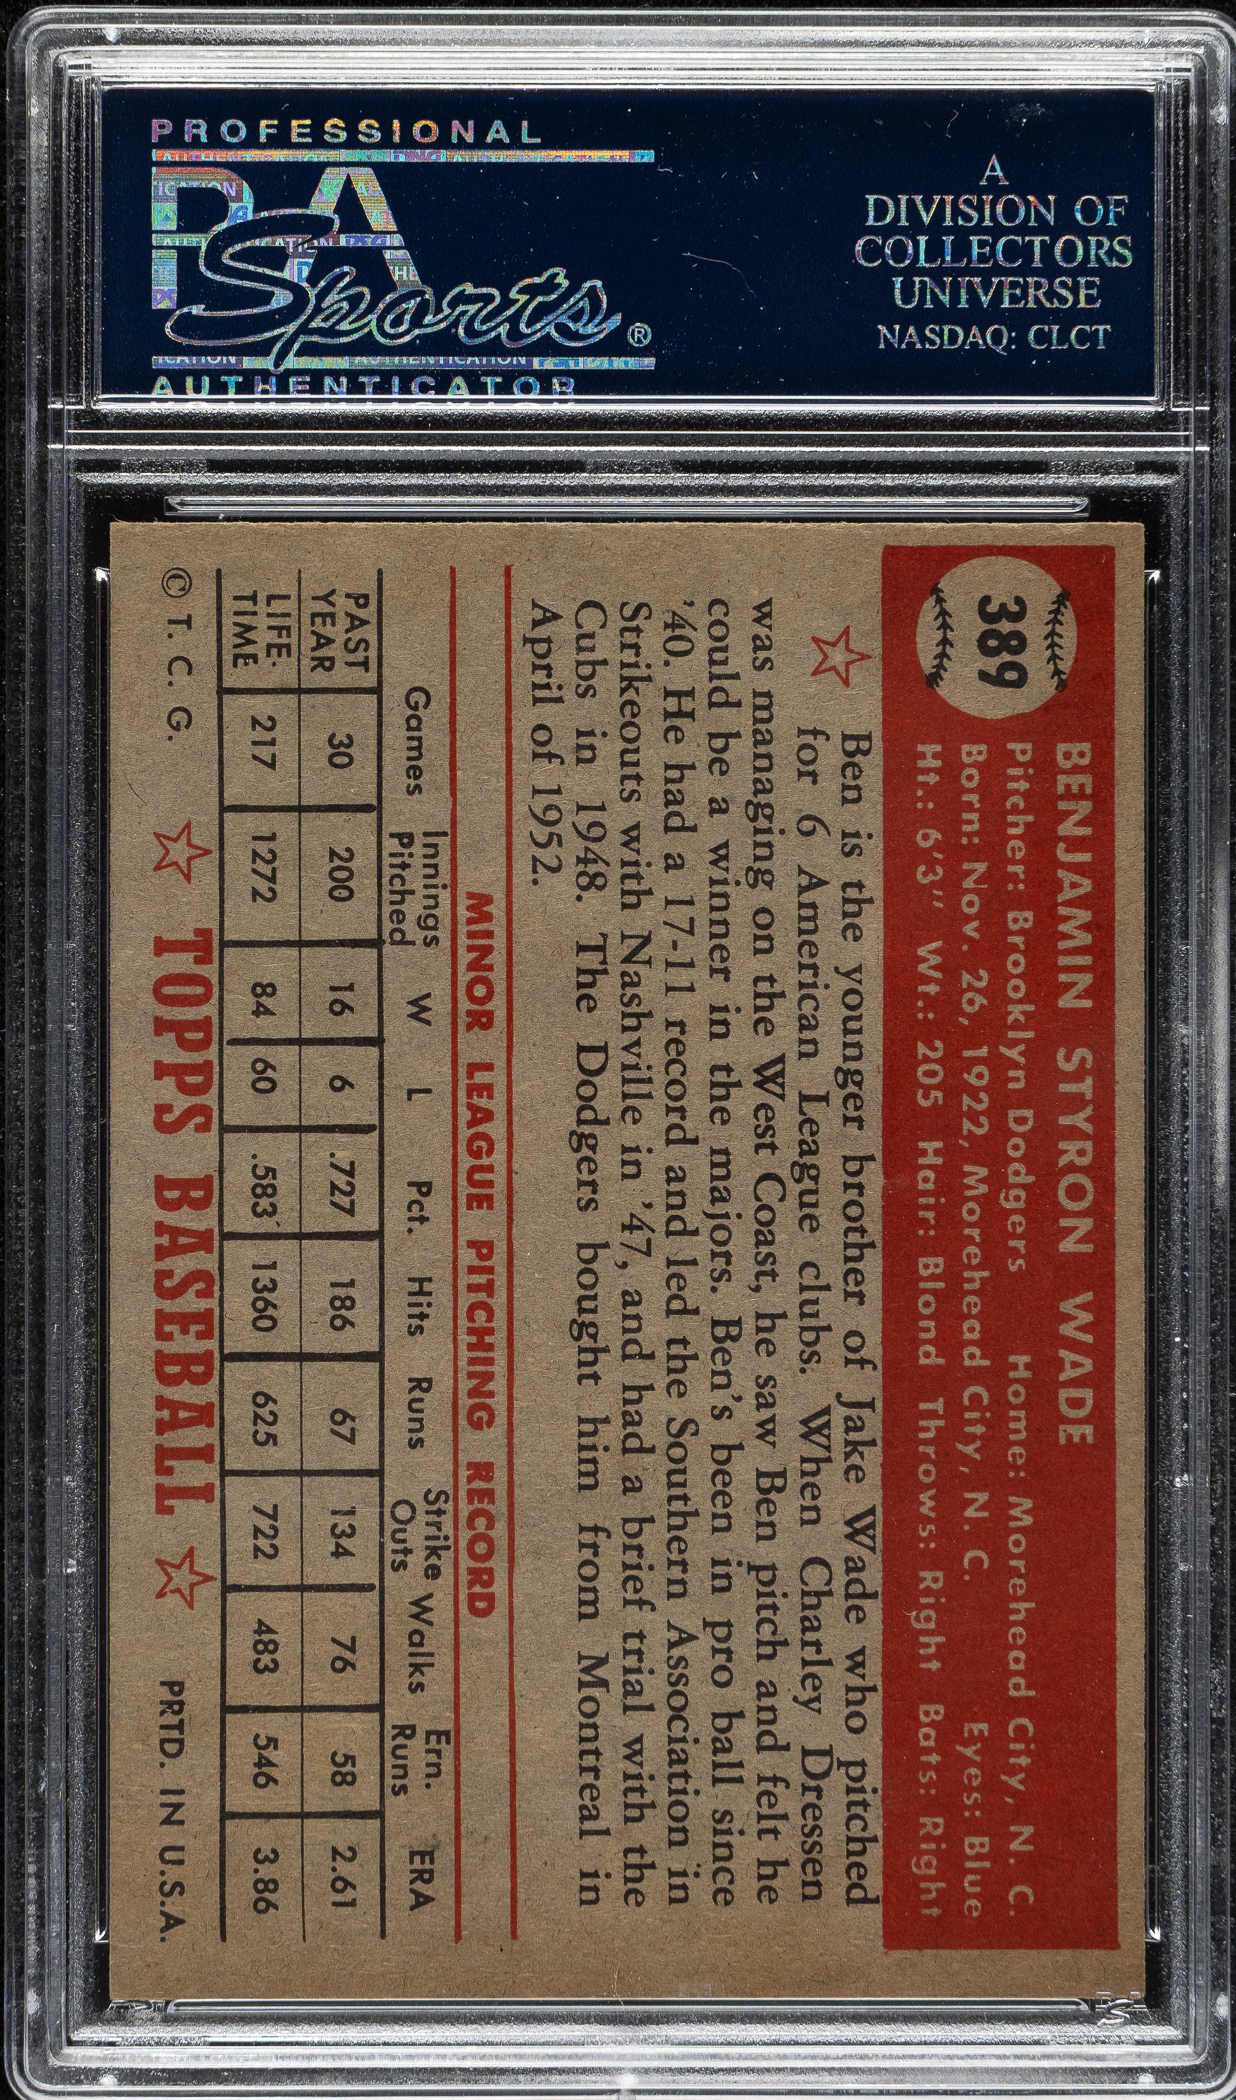 PROFESSIONAL
PSA
Sports®
AUTHENTICATOR
A
DIVISION OF
COLLECTORS
UNIVERSE
NASDAQ: CLCT
389
BENJAMIN STYRON WADE
Pitcher: Brooklyn Dodgers Home: Morehead City, N. C.
Born: Nov. 26, 1922, Morehead City, N. C. Eyes: Blue
Ht.: 6'3" Wt.: 205 Hair: Blond Throws: Right Bats: Right
Ben is the younger brother of Jake Wade who pitched
for 6 American League clubs. When Charley Dressen
was managing on the West Coast, he saw Ben pitch and felt he
could be a winner in the majors. Ben's been in pro ball since
'40. He had a 17-11 record and led the Southern Association in
Strikeouts with Nashville in '47, and had a brief trial with the
Cubs in 1948. The Dodgers bought him from Montreal in
April of 1952.
MINOR LEAGUE PITCHING RECORD
Games Innings Pitched W L Pct. Hits Runs Strike Outs Walks Ern. Runs ERA
PAST YEAR 30 200 16 6 .727 186 67 134 76 58 2.61
LIFE-TIME 217 1272 84 60 .583 1360 625 722 483 546 3.86
© T. C. G. TOPPS BASEBALL PRTD. IN U.S.A.